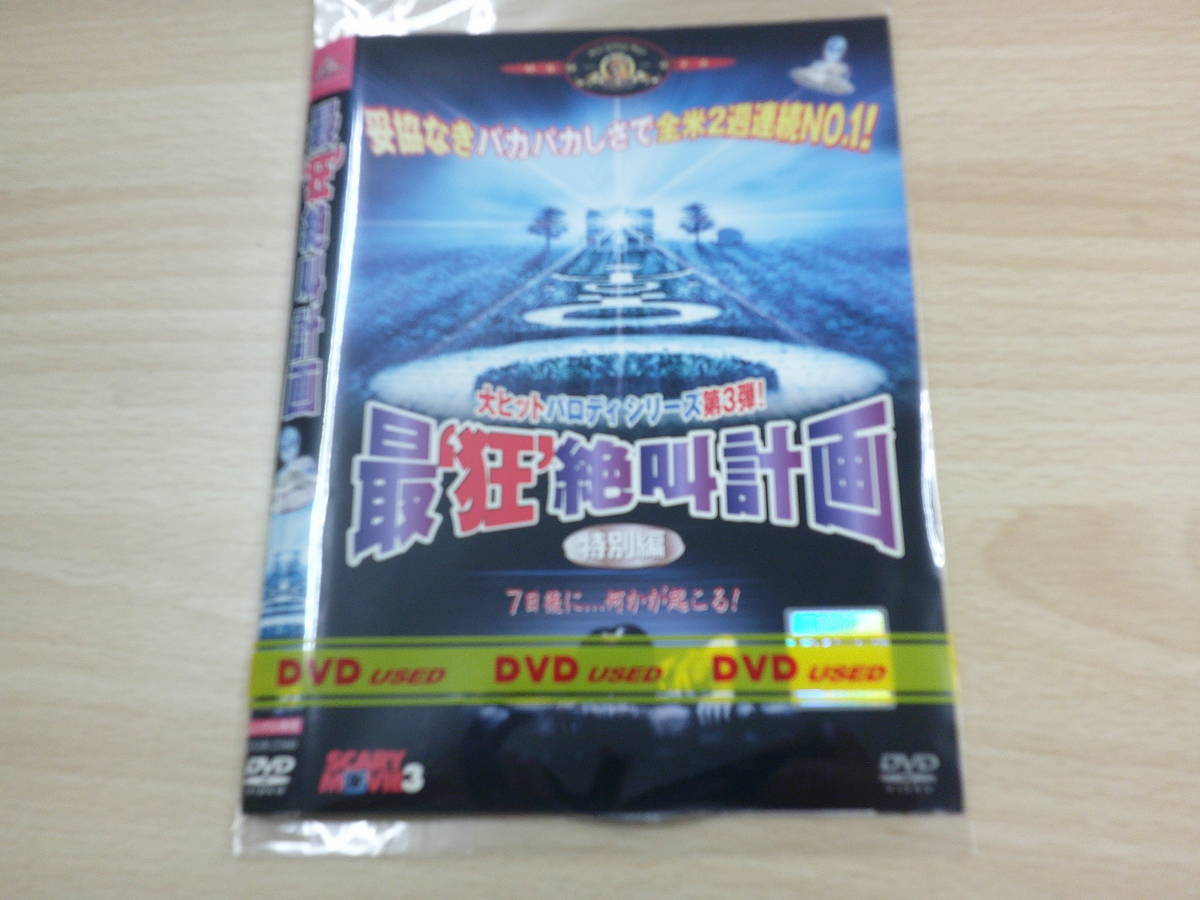 妥協なきバカバカしさで全米2週連続NO.1!
大ヒットパロディシリーズ第3弾!
最“狂”絶叫計画
特別編
7日後に...何かが起こる!
DVD USED DVD USED DVD USED
SCARY
MOVIE3
DVD
VIDEO
最“狂”絶叫計画
DVD
VIDEO